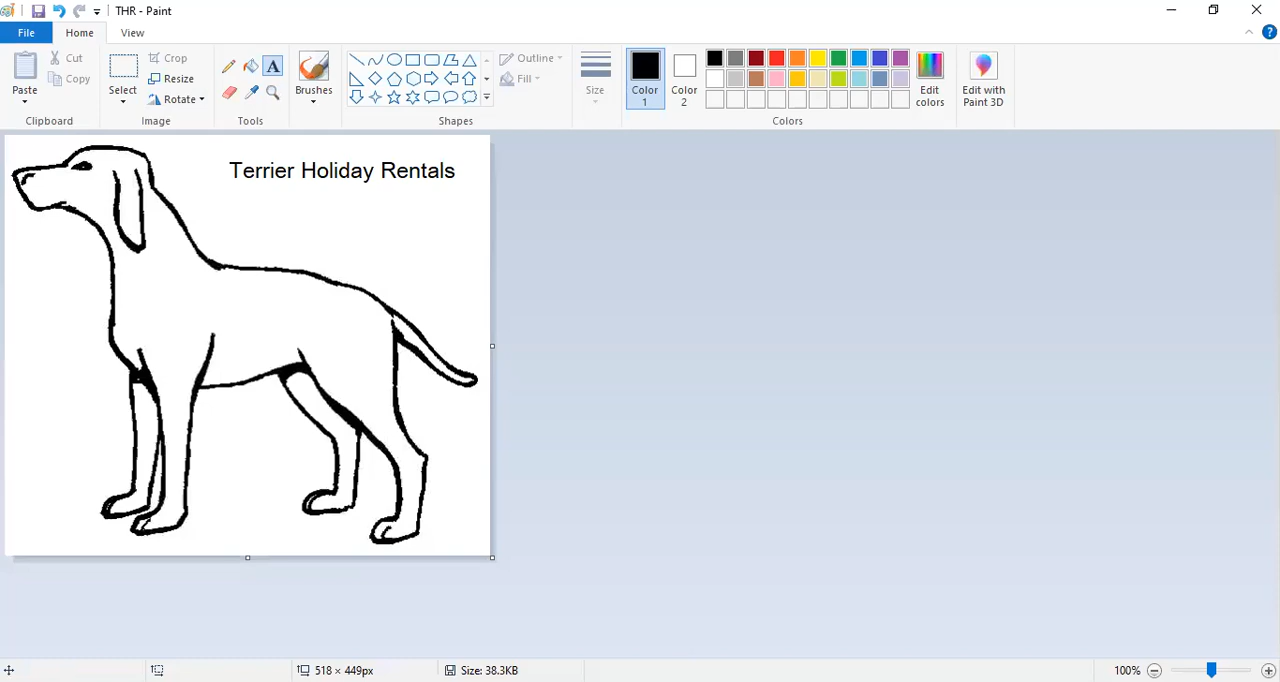 THR - Paint
File
Home
View
Paste
Cut
Copy
Clipboard
Select
Crop
Resize
Rotate
Image
A
Tools
Brushes
Outline
Fill
Shapes
Size
Color 1
Color 2
Edit colors
Colors
Edit with Paint 3D
?
Terrier Holiday Rentals
518 × 449px
Size: 38.3KB
100%